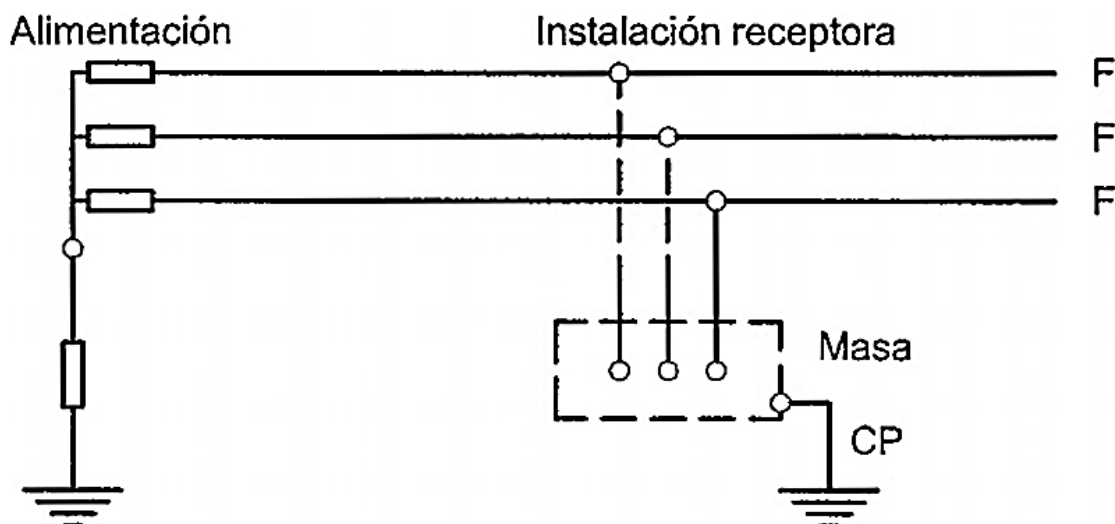 Alimentación
Instalación receptora
F
F
F
Masa
CP